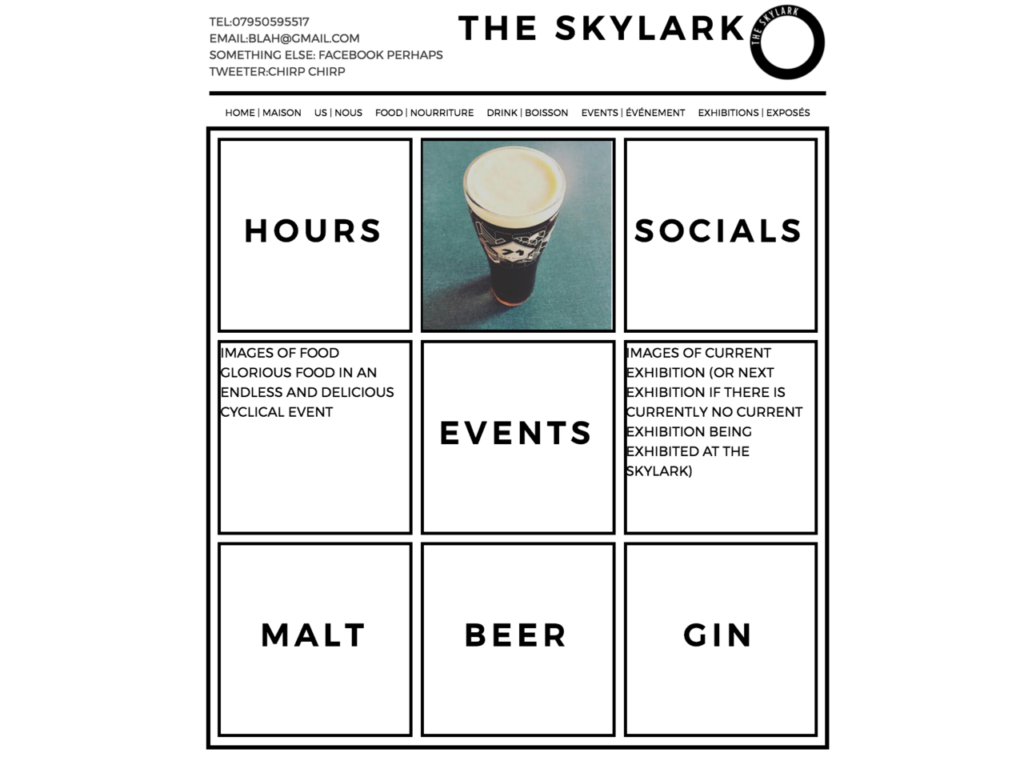 TEL:07950595517
EMAIL:BLAH@GMAIL.COM
SOMETHING ELSE: FACEBOOK PERHAPS
TWEETER:CHIRP CHIRP
THE SKYLARK
THE SKYLARK
HOME | MAISON US | NOUS FOOD | NOURRITURE DRINK | BOISSON EVENTS | ÉVÉNEMENT EXHIBITIONS | EXPOSÉS
HOURS
SOCIALS
IMAGES OF FOOD
GLORIOUS FOOD IN AN
ENDLESS AND DELICIOUS
CYCLICAL EVENT
EVENTS
IMAGES OF CURRENT
EXHIBITION (OR NEXT
EXHIBITION IF THERE IS
CURRENTLY NO CURRENT
EXHIBITION BEING
EXHIBITED AT THE
SKYLARK)
MALT
BEER
GIN